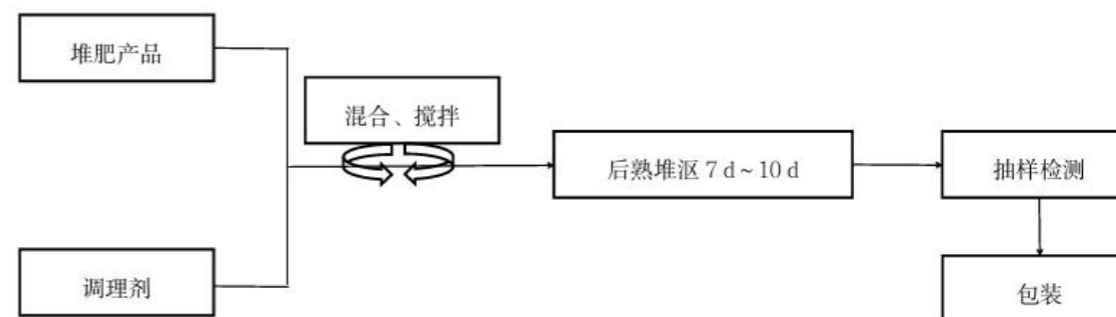 堆肥产品
混合、搅拌
后熟堆沤 7 d～10 d
抽样检测
调理剂
包装